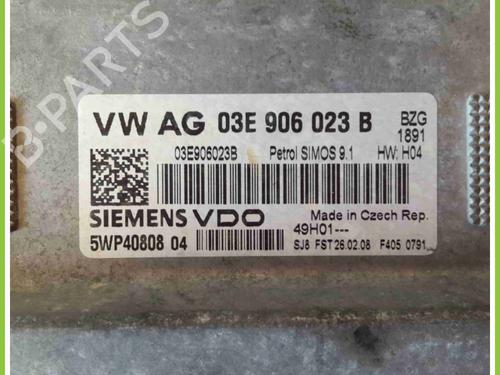 B-PARTS
VW AG 03E 906 023 B BZG 1891
03E906023B Petrol SIMOS 9.1 HW: H04
SIEMENS VDO Made in Czech Rep.
5WP40808 04 49H01---
SJ8 FST 26.02.08 F405 0791